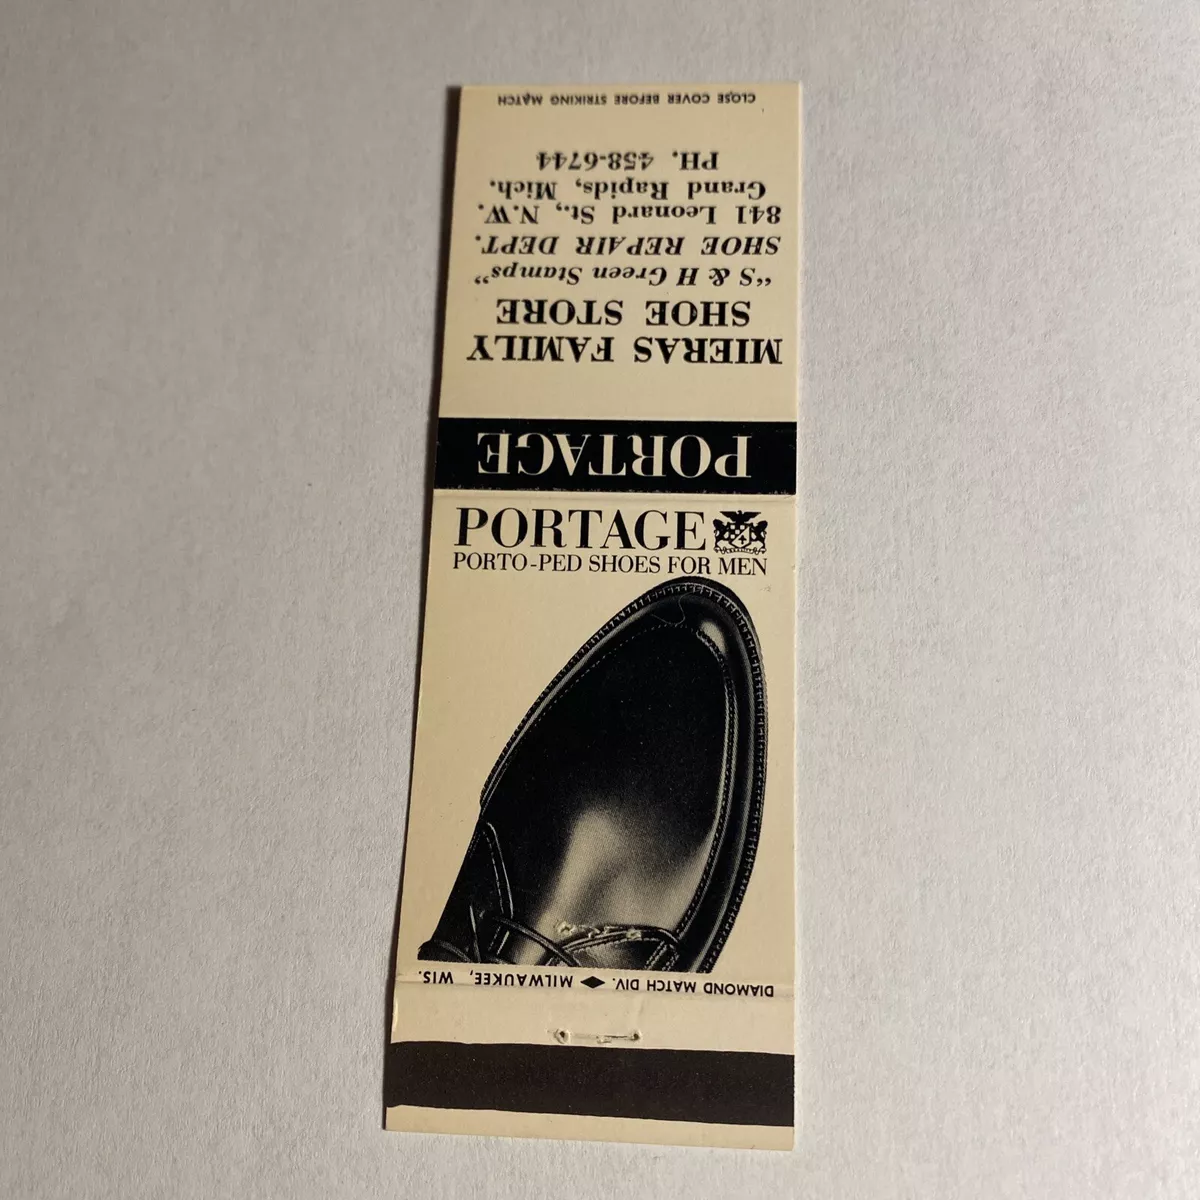 PORTAGE
PORTO-PED SHOES FOR MEN
DIAMOND MATCH DIV. MILWAUKEE, WIS.
PORTAGE
MIERAS FAMILY
SHOE STORE
"S & H Green Stamps"
SHOE REPAIR DEPT.
841 Leonard St., N.W.
Grand Rapids, Mich.
PH. 458-6744
CLOSE COVER BEFORE STRIKING MATCH